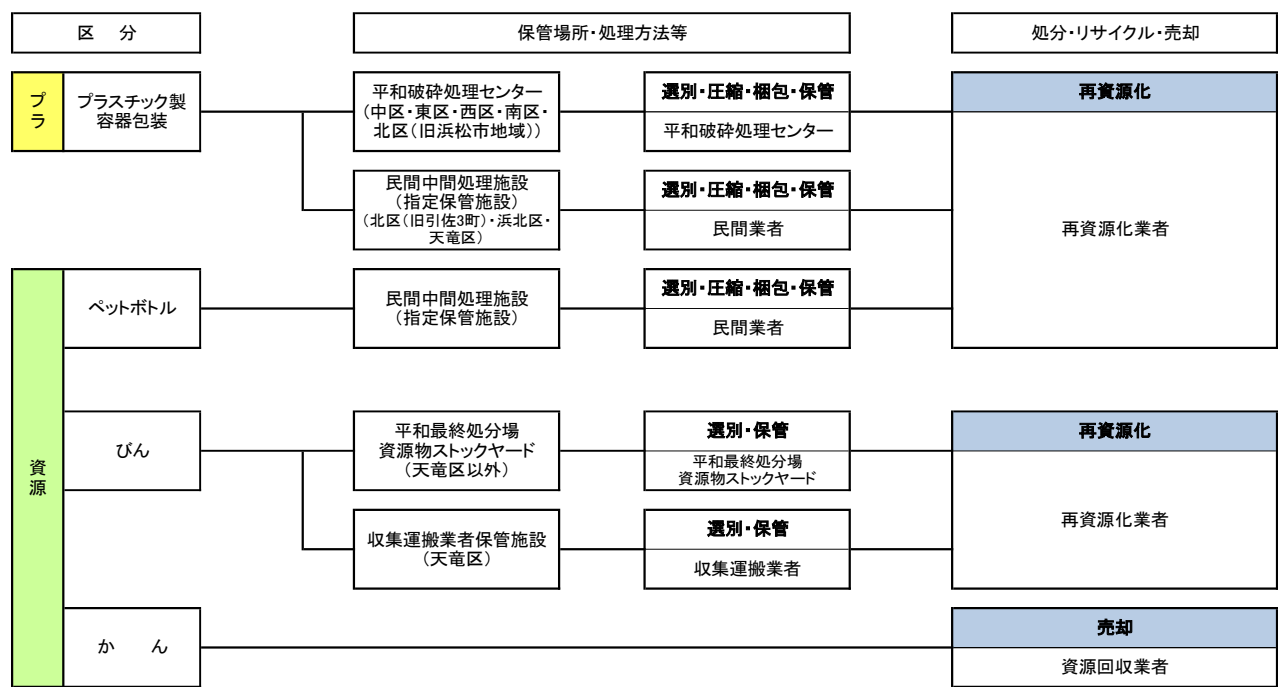 区　分
保管場所・処理方法等
処分・リサイクル・売却
プラ
プラスチック製
容器包装
平和破砕処理センター
(中区・東区・西区・南区・
北区(旧浜松市地域))
選別・圧縮・梱包・保管
平和破砕処理センター
再資源化
再資源化業者
民間中間処理施設
(指定保管施設)
(北区(旧引佐3町)・浜北区・
天竜区)
選別・圧縮・梱包・保管
民間業者
資源
ペットボトル
民間中間処理施設
(指定保管施設)
選別・圧縮・梱包・保管
民間業者
びん
平和最終処分場
資源物ストックヤード
(天竜区以外)
選別・保管
平和最終処分場
資源物ストックヤード
再資源化
再資源化業者
収集運搬業者保管施設
(天竜区)
選別・保管
収集運搬業者
か　ん
売却
資源回収業者